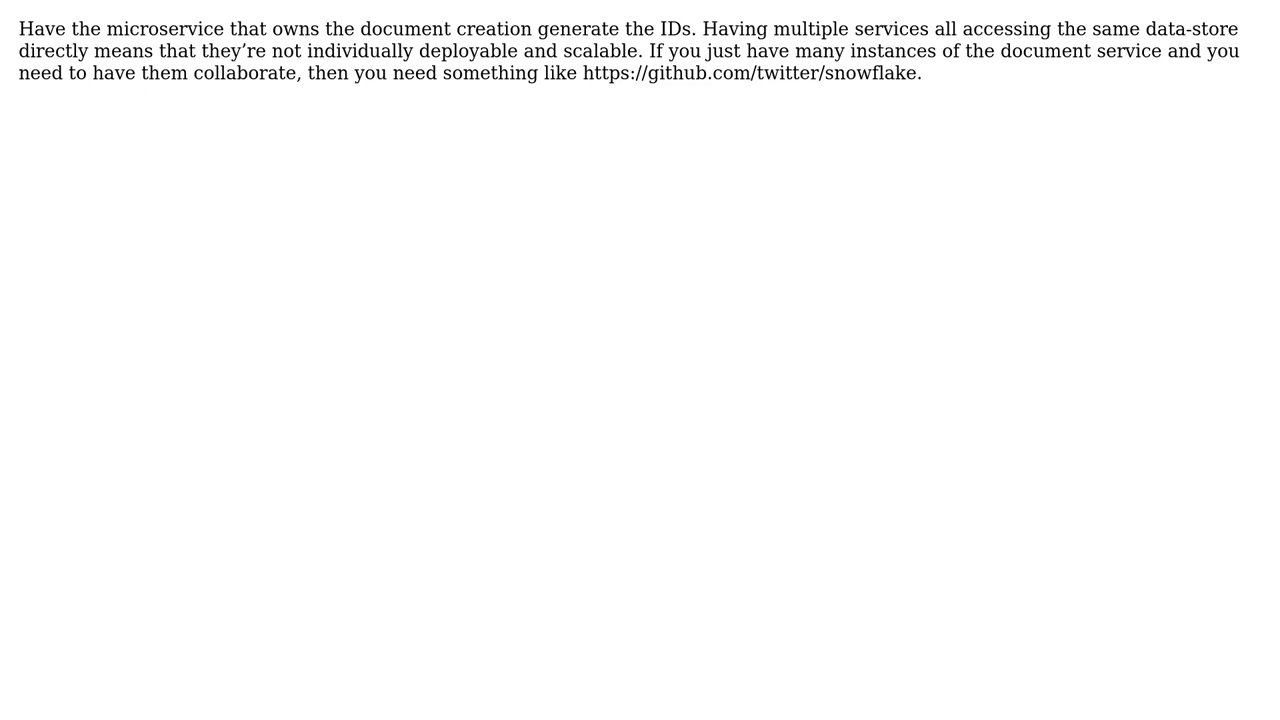 Have the microservice that owns the document creation generate the IDs. Having multiple services all accessing the same data-store
directly means that they’re not individually deployable and scalable. If you just have many instances of the document service and you
need to have them collaborate, then you need something like https://github.com/twitter/snowflake.